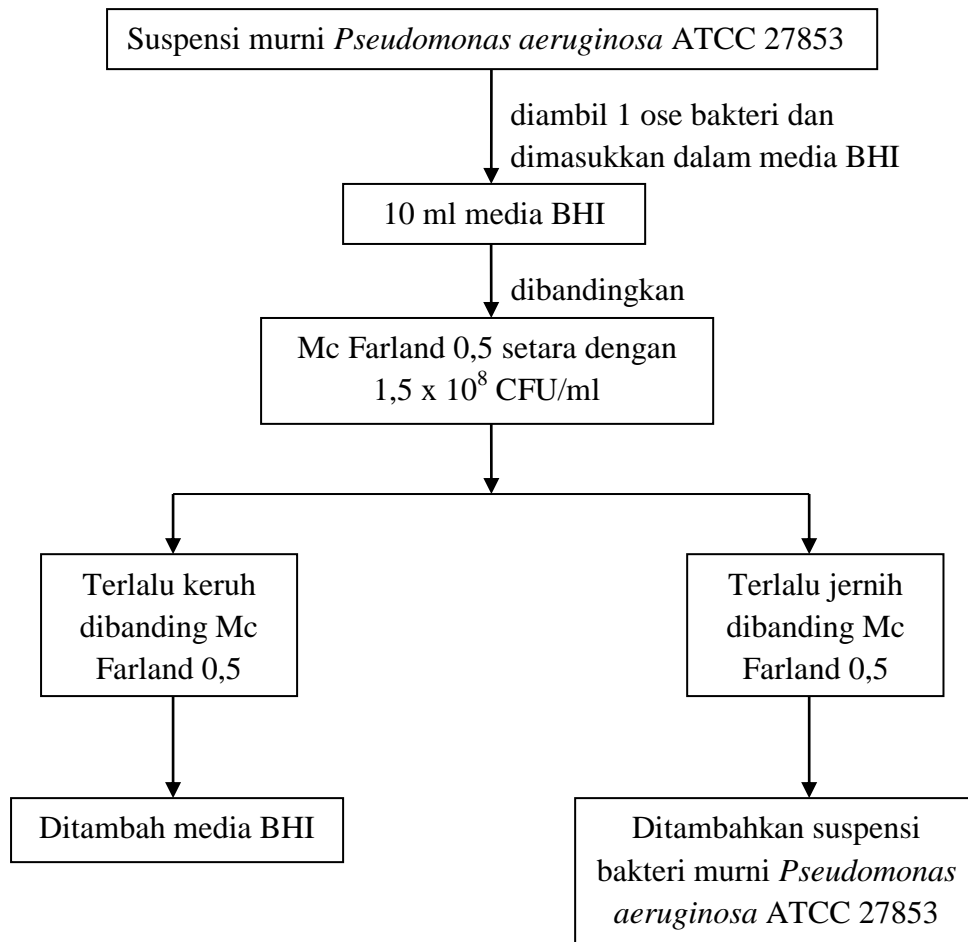 Suspensi murni Pseudomonas aeruginosa ATCC 27853
diambil 1 ose bakteri dan
dimasukkan dalam media BHI
10 ml media BHI
dibandingkan
Mc Farland 0,5 setara dengan
1,5 x 10⁸ CFU/ml
Terlalu keruh
dibanding Mc
Farland 0,5
Terlalu jernih
dibanding Mc
Farland 0,5
Ditambah media BHI
Ditambahkan suspensi
bakteri murni Pseudomonas
aeruginosa ATCC 27853